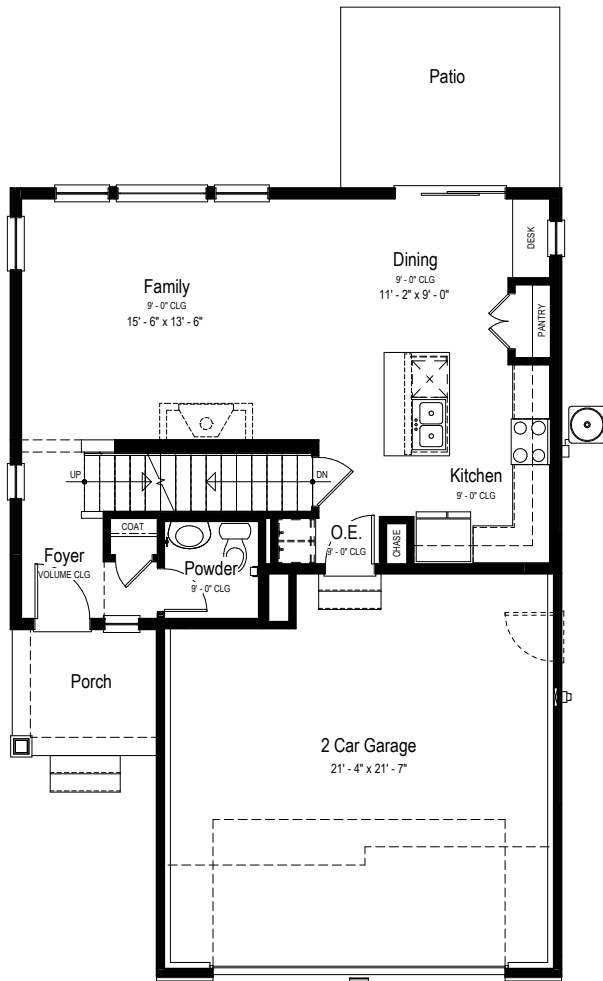 Patio
DESK
Dining
9' - 0" CLG
11' - 2" x 9' - 0"
Family
9' - 0" CLG
15' - 6" x 13' - 6"
PANTRY
UP
DN
Kitchen
9' - 0" CLG
COAT
O.E.
9' - 0" CLG
CHASE
Foyer
VOLUME CLG
Powder
9' - 0" CLG
Porch
2 Car Garage
21' - 4" x 21' - 7"